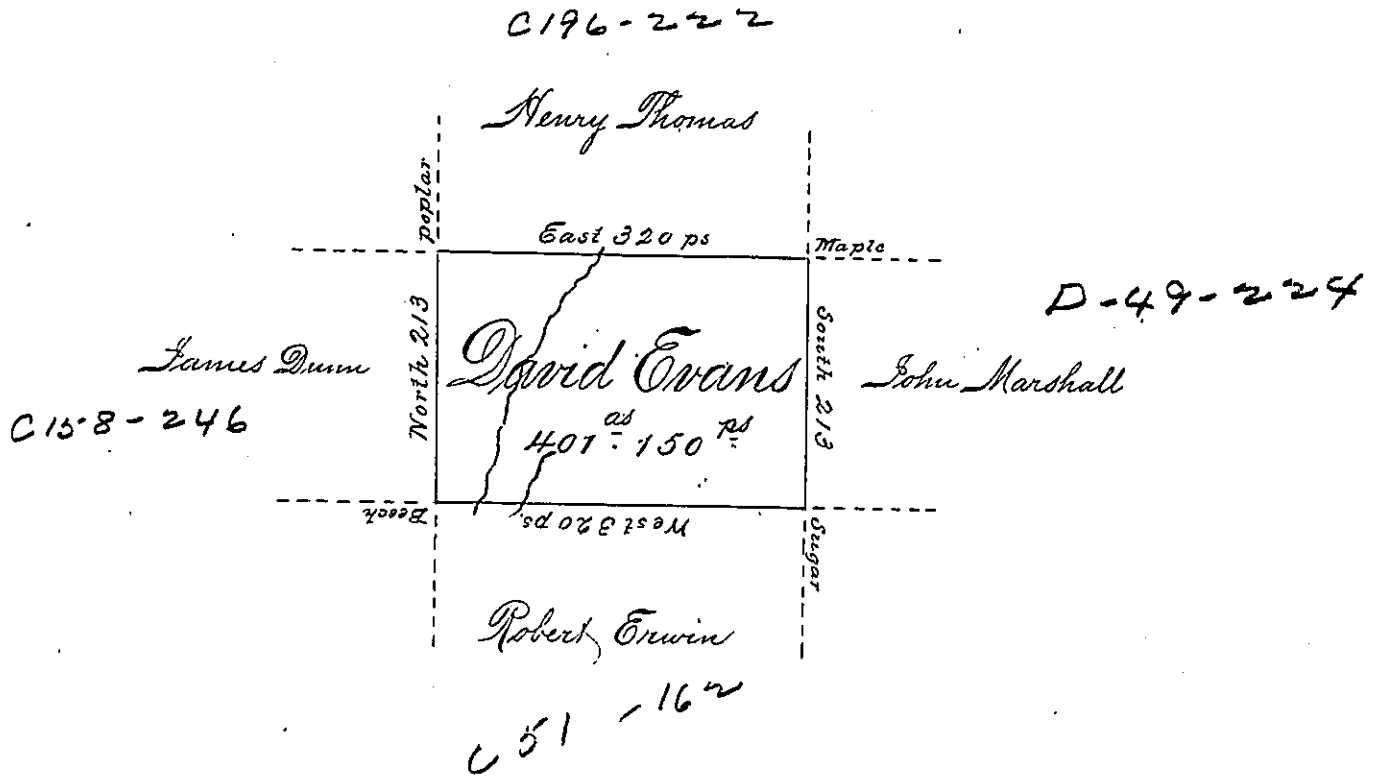 C196-222
Henry Thomas
poplar
East 320 ps
Maple
D-49-224
North 213
South 213
James Dunn
David Evans
John Marshall
C158-246
401 as 150 ps
Beech
West 320 ps.
Sugar
Robert Erwin
C51-162